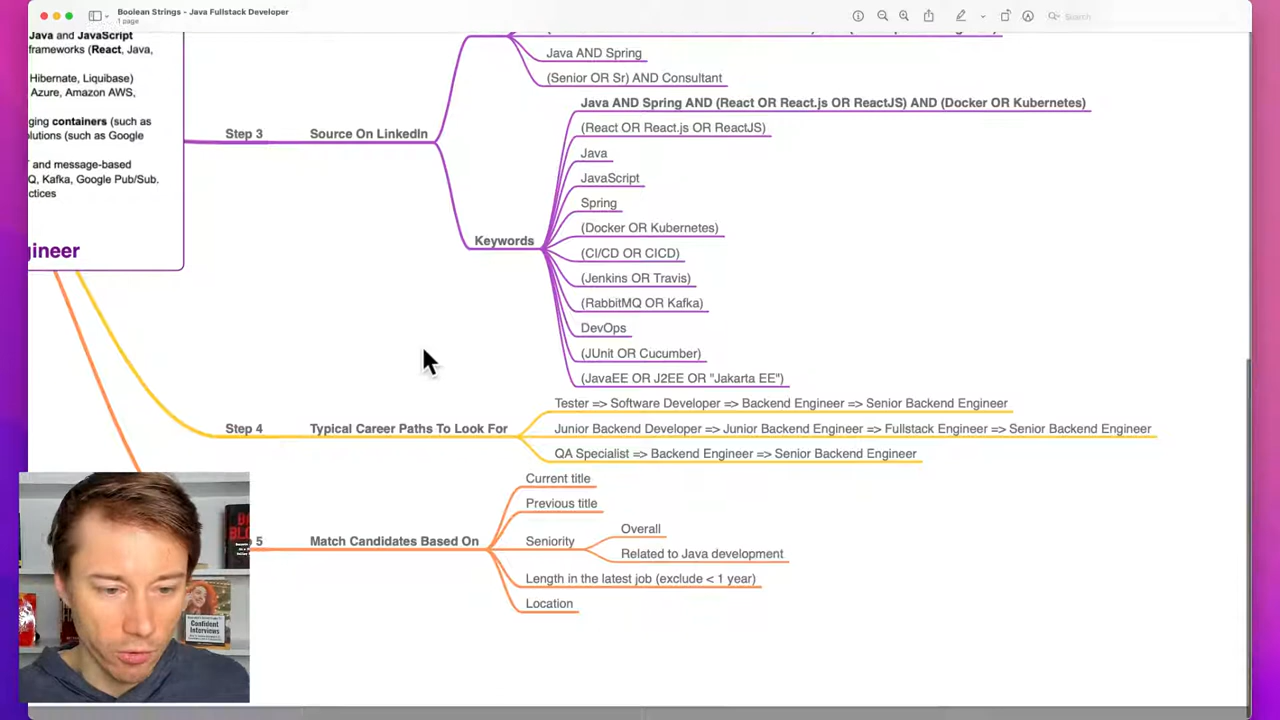 Boolean Strings - Java Fullstack Developer
1 page
Search
Java and JavaScript
frameworks (React, Java,
Hibernate, Liquibase)
Azure, Amazon AWS,
ging containers (such as
olutions (such as Google
and message-based
Q, Kafka, Google Pub/Sub.
ctices
gineer
Step 3
Source On LinkedIn
Java AND Spring
(Senior OR Sr) AND Consultant
Keywords
Java AND Spring AND (React OR React.js OR ReactJS) AND (Docker OR Kubernetes)
(React OR React.js OR ReactJS)
Java
JavaScript
Spring
(Docker OR Kubernetes)
(CI/CD OR CICD)
(Jenkins OR Travis)
(RabbitMQ OR Kafka)
DevOps
(JUnit OR Cucumber)
(JavaEE OR J2EE OR "Jakarta EE")
Step 4
Typical Career Paths To Look For
Tester => Software Developer => Backend Engineer => Senior Backend Engineer
Junior Backend Developer => Junior Backend Engineer => Fullstack Engineer => Senior Backend Engineer
QA Specialist => Backend Engineer => Senior Backend Engineer
5
Match Candidates Based On
Current title
Previous title
Seniority
Overall
Related to Java development
Length in the latest job (exclude < 1 year)
Location
Confident
Interviews